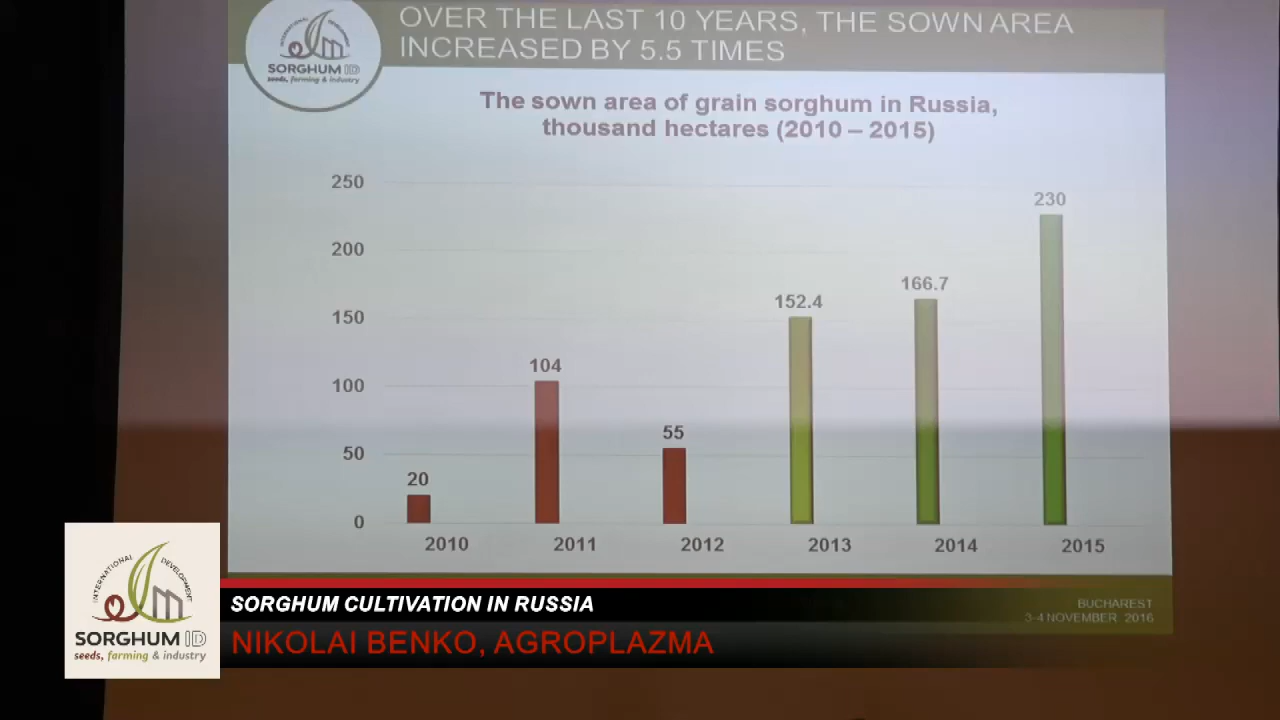 OVER THE LAST 10 YEARS, THE SOWN AREA
INCREASED BY 5.5 TIMES
INTERNATIONAL DEVELOPMENT
SORGHUM ID
seeds, farming & industry
The sown area of grain sorghum in Russia,
thousand hectares (2010 – 2015)
250
200
150
100
50
0
20
104
55
152.4
166.7
230
2010
2011
2012
2013
2014
2015
BUCHAREST
3-4 NOVEMBER 2016
INTERNATIONAL DEVELOPMENT
SORGHUM ID
seeds, farming & industry
SORGHUM CULTIVATION IN RUSSIA
NIKOLAI BENKO, AGROPLAZMA